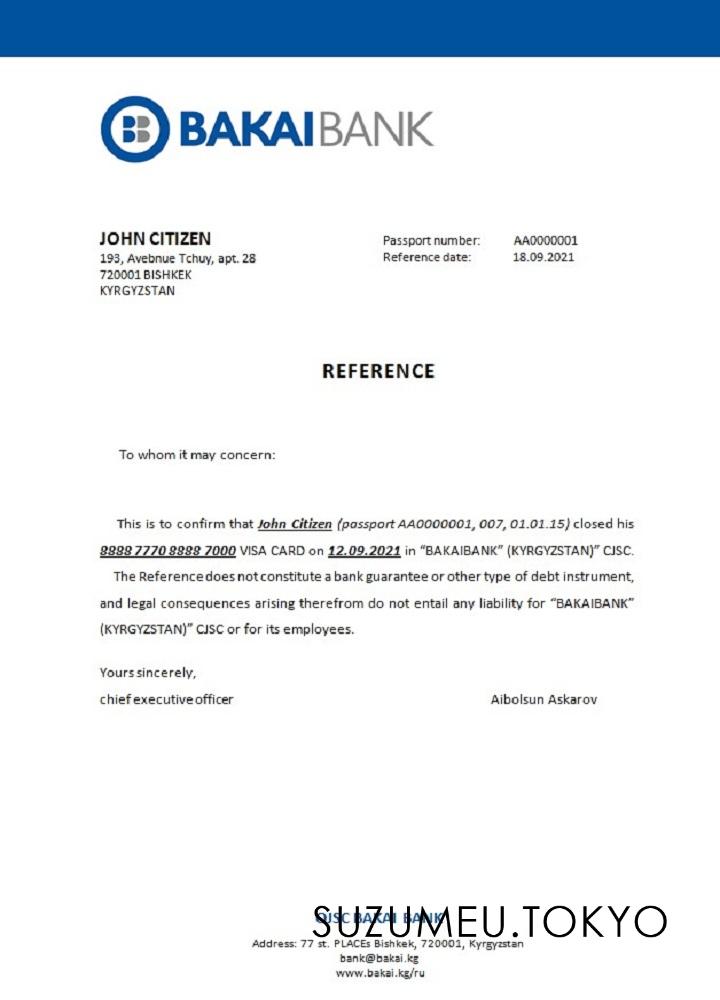 BAKAIBANK
JOHN CITIZEN
193, Avebnue Tchuy, apt. 28
720001 BISHKEK
KYRGYZSTAN
Passport number: AA0000001
Reference date: 18.09.2021
REFERENCE
To whom it may concern:
This is to confirm that John Citizen (passport AA0000001, 007, 01.01.15) closed his
8888 7770 8888 7000 VISA CARD on 12.09.2021 in “BAKAIBANK” (KYRGYZSTAN)” CJSC.
The Reference does not constitute a bank guarantee or other type of debt instrument,
and legal consequences arising therefrom do not entail any liability for “BAKAIBANK”
(KYRGYZSTAN)” CJSC or for its employees.
Yours sincerely,
chief executive officer Aibolsun Askarov
OJSC BAKAI BANK
SUZUMEU.TOKYO
Address: 77 st. PLACEs Bishkek, 720001, Kyrgyzstan
bank@bakai.kg
www.bakai.kg/ru